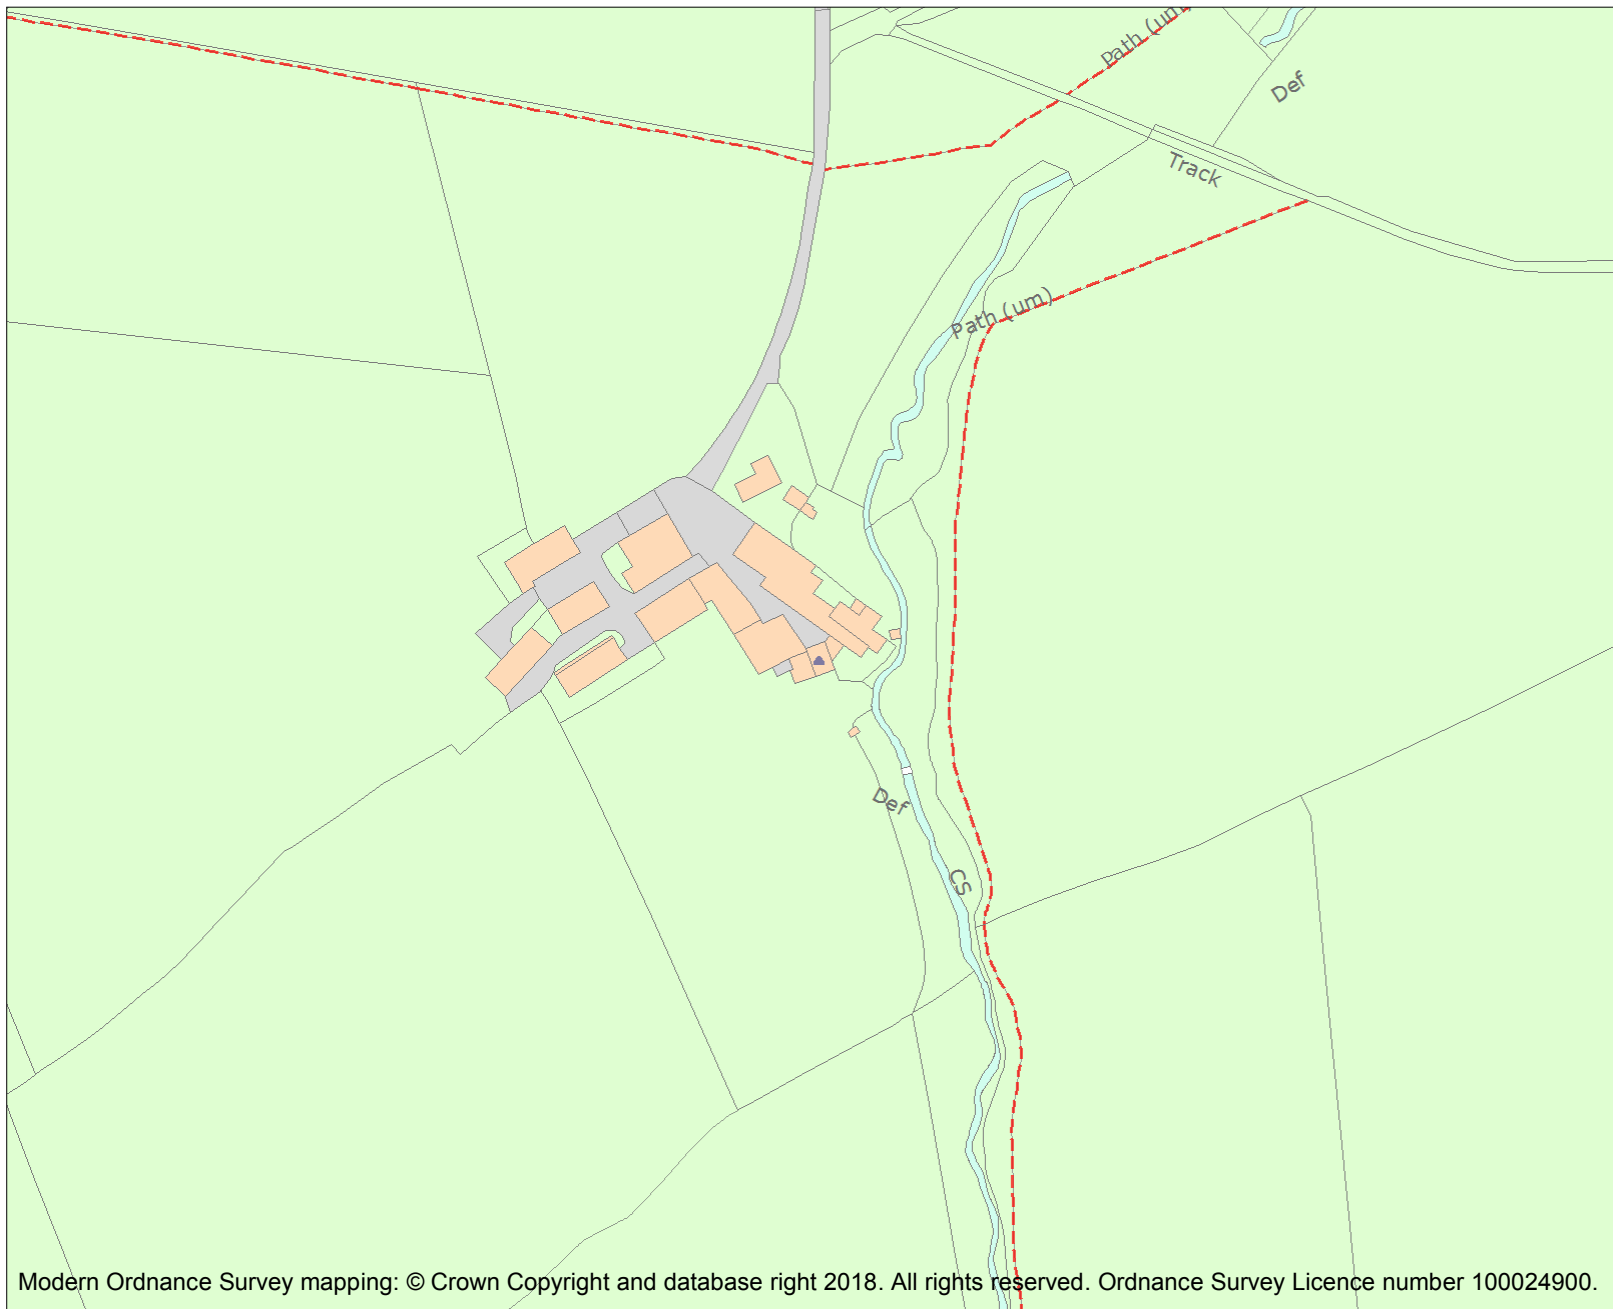 Path (um)
Def
Track
Path (um)
Def
CS
Modern Ordnance Survey mapping: © Crown Copyright and database right 2018. All rights reserved. Ordnance Survey Licence number 100024900.